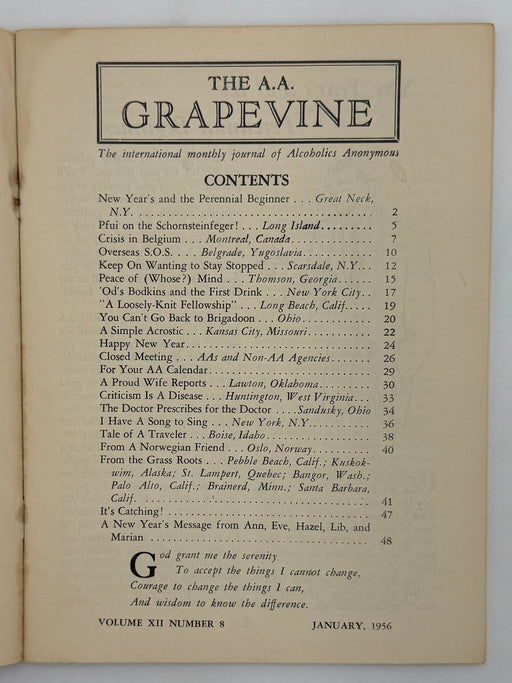 THE A.A.
GRAPEVINE
The international monthly journal of Alcoholics Anonymous
CONTENTS
New Year's and the Perennial Beginner . . . Great Neck,
N.Y. . . . . . . . . . . . . . . . . . . . . . . . . . . . . . 2
Pfui on the Schornsteinfeger! . . . Long Island......... 5
Crisis in Belgium . . . Montreal, Canada............... 7
Overseas S.O.S. . . . Belgrade, Yugoslavia............. 10
Keep On Wanting to Stay Stopped . . . Scarsdale, N.Y... 12
Peace of (Whose?) Mind . . . Thomson, Georgia...... 15
'Od's Bodkins and the First Drink . . . New York City.. 17
"A Loosely-Knit Fellowship" . . . Long Beach, Calif..... 19
You Can't Go Back to Brigadoon . . . Ohio............. 20
A Simple Acrostic . . . Kansas City, Missouri........... 22
Happy New Year................................... 24
Closed Meeting . . . AAs and Non-AA Agencies....... 26
For Your AA Calendar.............................. 29
A Proud Wife Reports . . . Lawton, Oklahoma......... 30
Criticism Is A Disease . . . Huntington, West Virginia... 33
The Doctor Prescribes for the Doctor . . . . Sandusky, Ohio 34
I Have A Song to Sing . . . New York, N.Y............ 36
Tale of A Traveler . . . Boise, Idaho................... 38
From A Norwegian Friend . . . Oslo, Norway.......... 40
From the Grass Roots . . . Pebble Beach, Calif.; Kuskok-
wim, Alaska; St. Lampert, Quebec; Bangor, Wash.;
Palo Alto, Calif.; Brainerd, Minn.; Santa Barbara,
Calif. . . . . . . . . . . . . . . . . . . . . . . . . . . . . 41
It's Catching! . . . . . . . . . . . . . . . . . . . . . . . . 47
A New Year's Message from Ann, Eve, Hazel, Lib, and
Marian . . . . . . . . . . . . . . . . . . . . . . . . . . . 48
God grant me the serenity
To accept the things I cannot change,
Courage to change the things I can,
And wisdom to know the difference.
VOLUME XII NUMBER 8 JANUARY, 1956